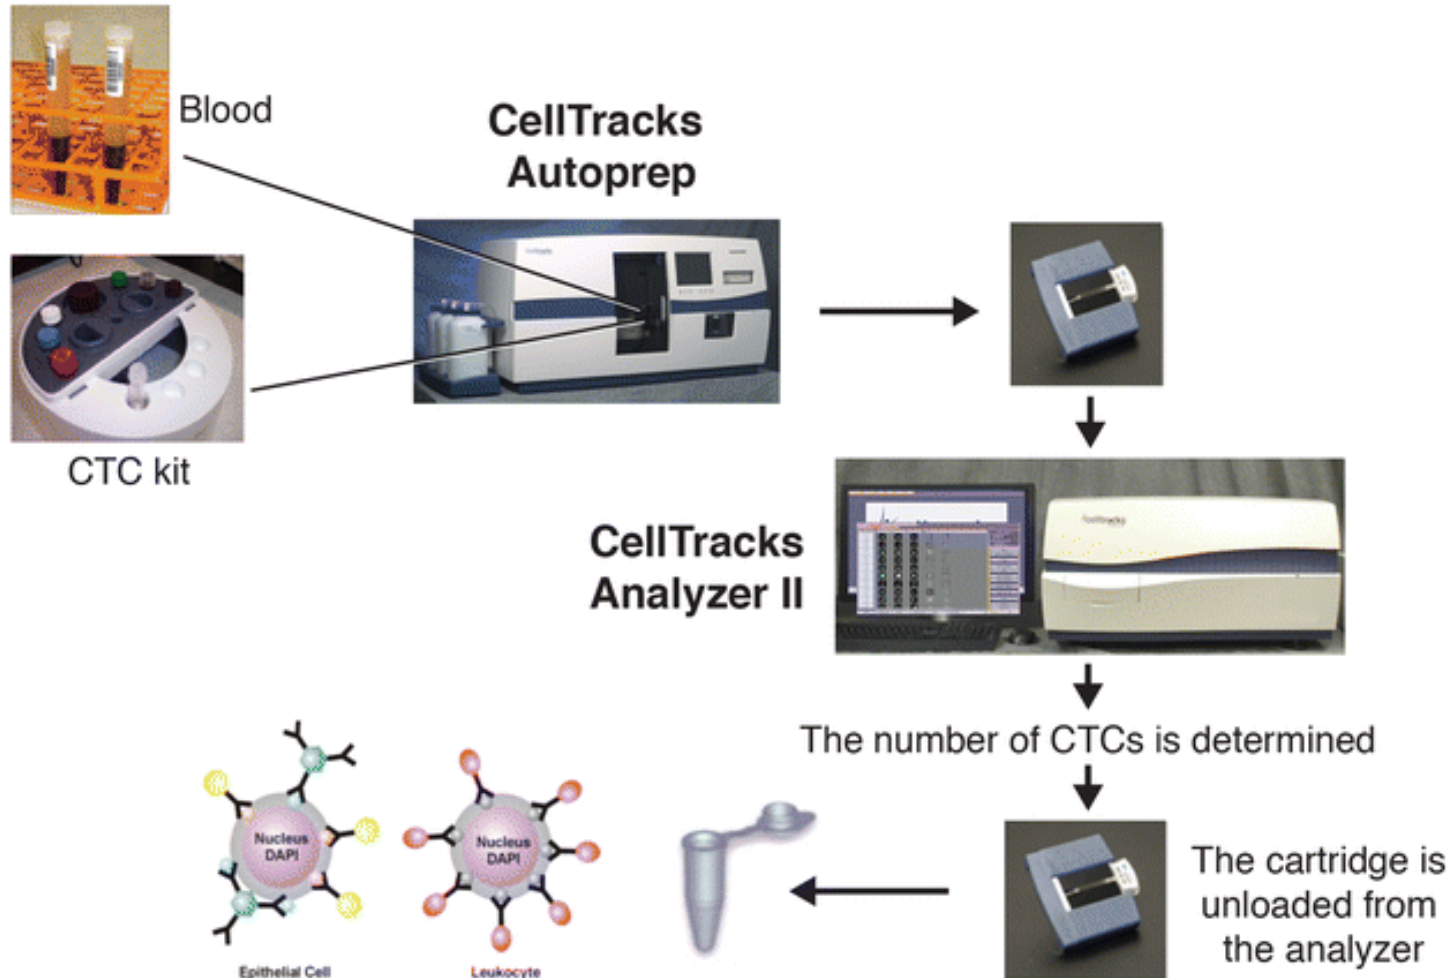 Blood
CellTracks
Autoprep
CTC kit
CellTracks
Analyzer II
The number of CTCs is determined
Nucleus
DAPI
Nucleus
DAPI
The cartridge is
unloaded from
the analyzer
Epithelial Cell
Leukocyte